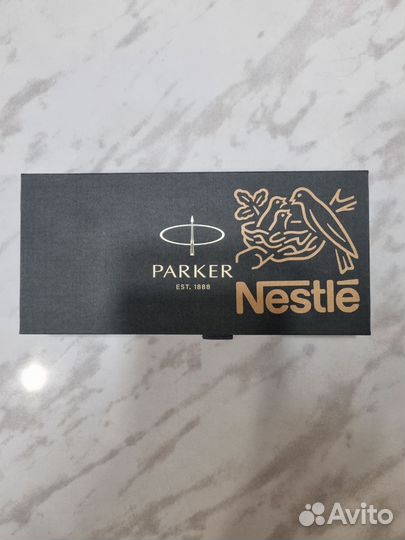 PARKER
EST. 1888
Nestlé
Avito